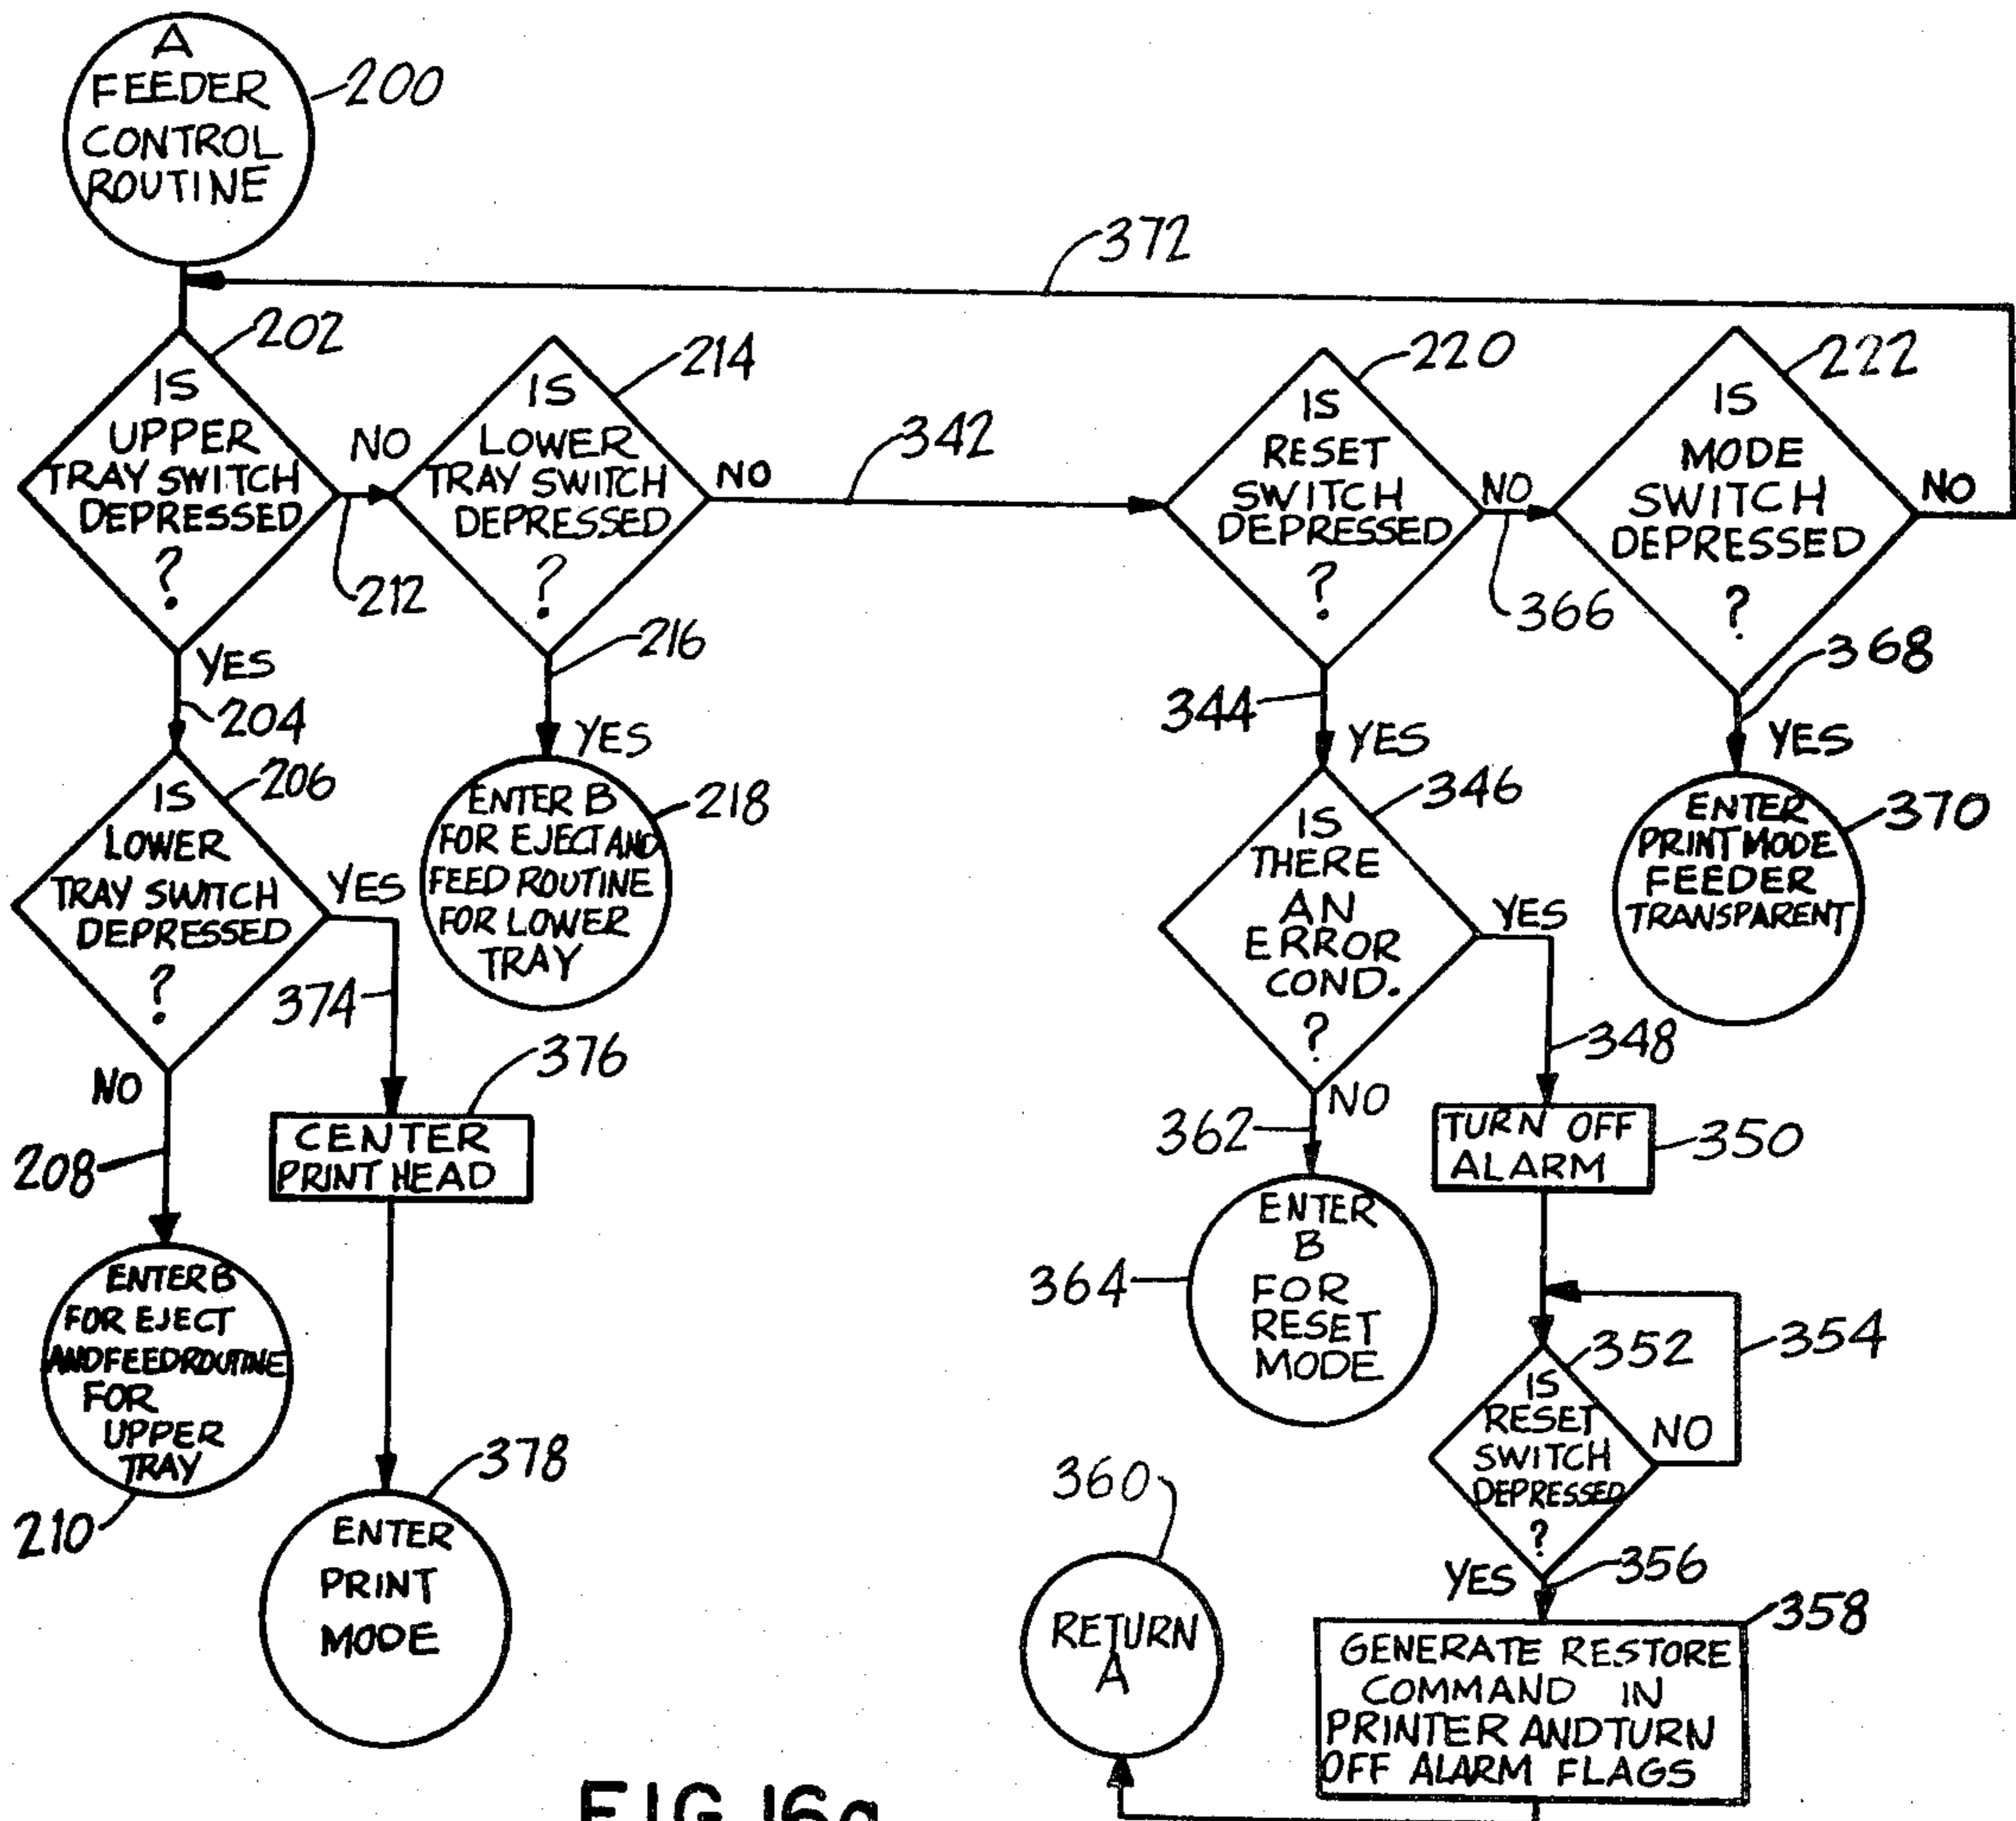 A
FEEDER
CONTROL
ROUTINE
200
372
202
IS
UPPER
TRAY SWITCH
DEPRESSED
?
NO
212
214
IS
LOWER
TRAY SWITCH
DEPRESSED
?
NO
342
220
IS
RESET
SWITCH
DEPRESSED
?
NO
366
222
IS
MODE
SWITCH
DEPRESSED
?
NO
YES
204
216
YES
344
YES
368
YES
206
IS
LOWER
TRAY SWITCH
DEPRESSED
?
YES
374
NO
208
ENTER B
FOR EJECT AND
FEED ROUTINE
FOR LOWER
TRAY
218
346
IS
THERE
AN
ERROR
COND.
?
YES
348
NO
362
ENTER
PRINT MODE
FEEDER
TRANSPARENT
370
376
CENTER
PRINT HEAD
TURN OFF
ALARM
350
ENTER B
FOR EJECT
AND FEED ROUTINE
FOR
UPPER
TRAY
210
364
ENTER
B
FOR
RESET
MODE
352
354
IS
RESET
SWITCH
DEPRESSED
?
NO
YES
356
378
ENTER
PRINT
MODE
360
RETURN
A
358
GENERATE RESTORE
COMMAND IN
PRINTER AND TURN
OFF ALARM FLAGS
FIG. 16a